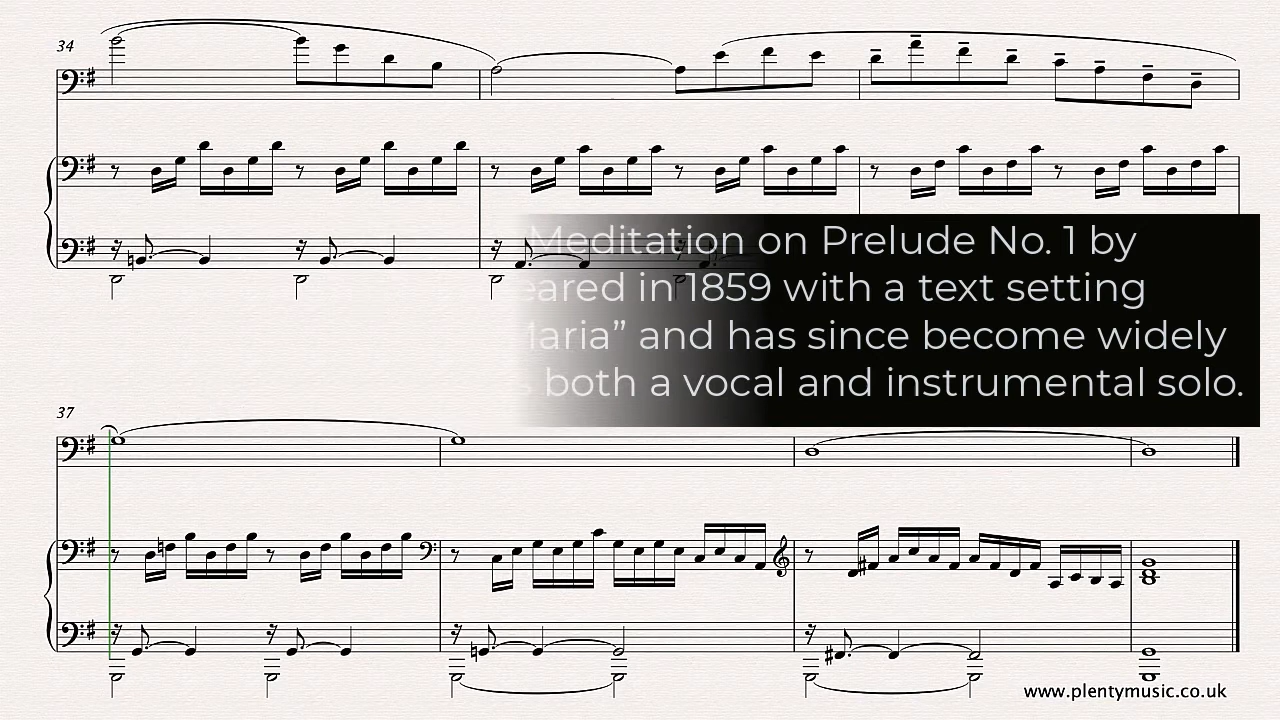 34
Meditation on Prelude No. 1 by
eared in 1859 with a text setting
Maria” and has since become widely
s both a vocal and instrumental solo.
37
www.plentymusic.co.uk